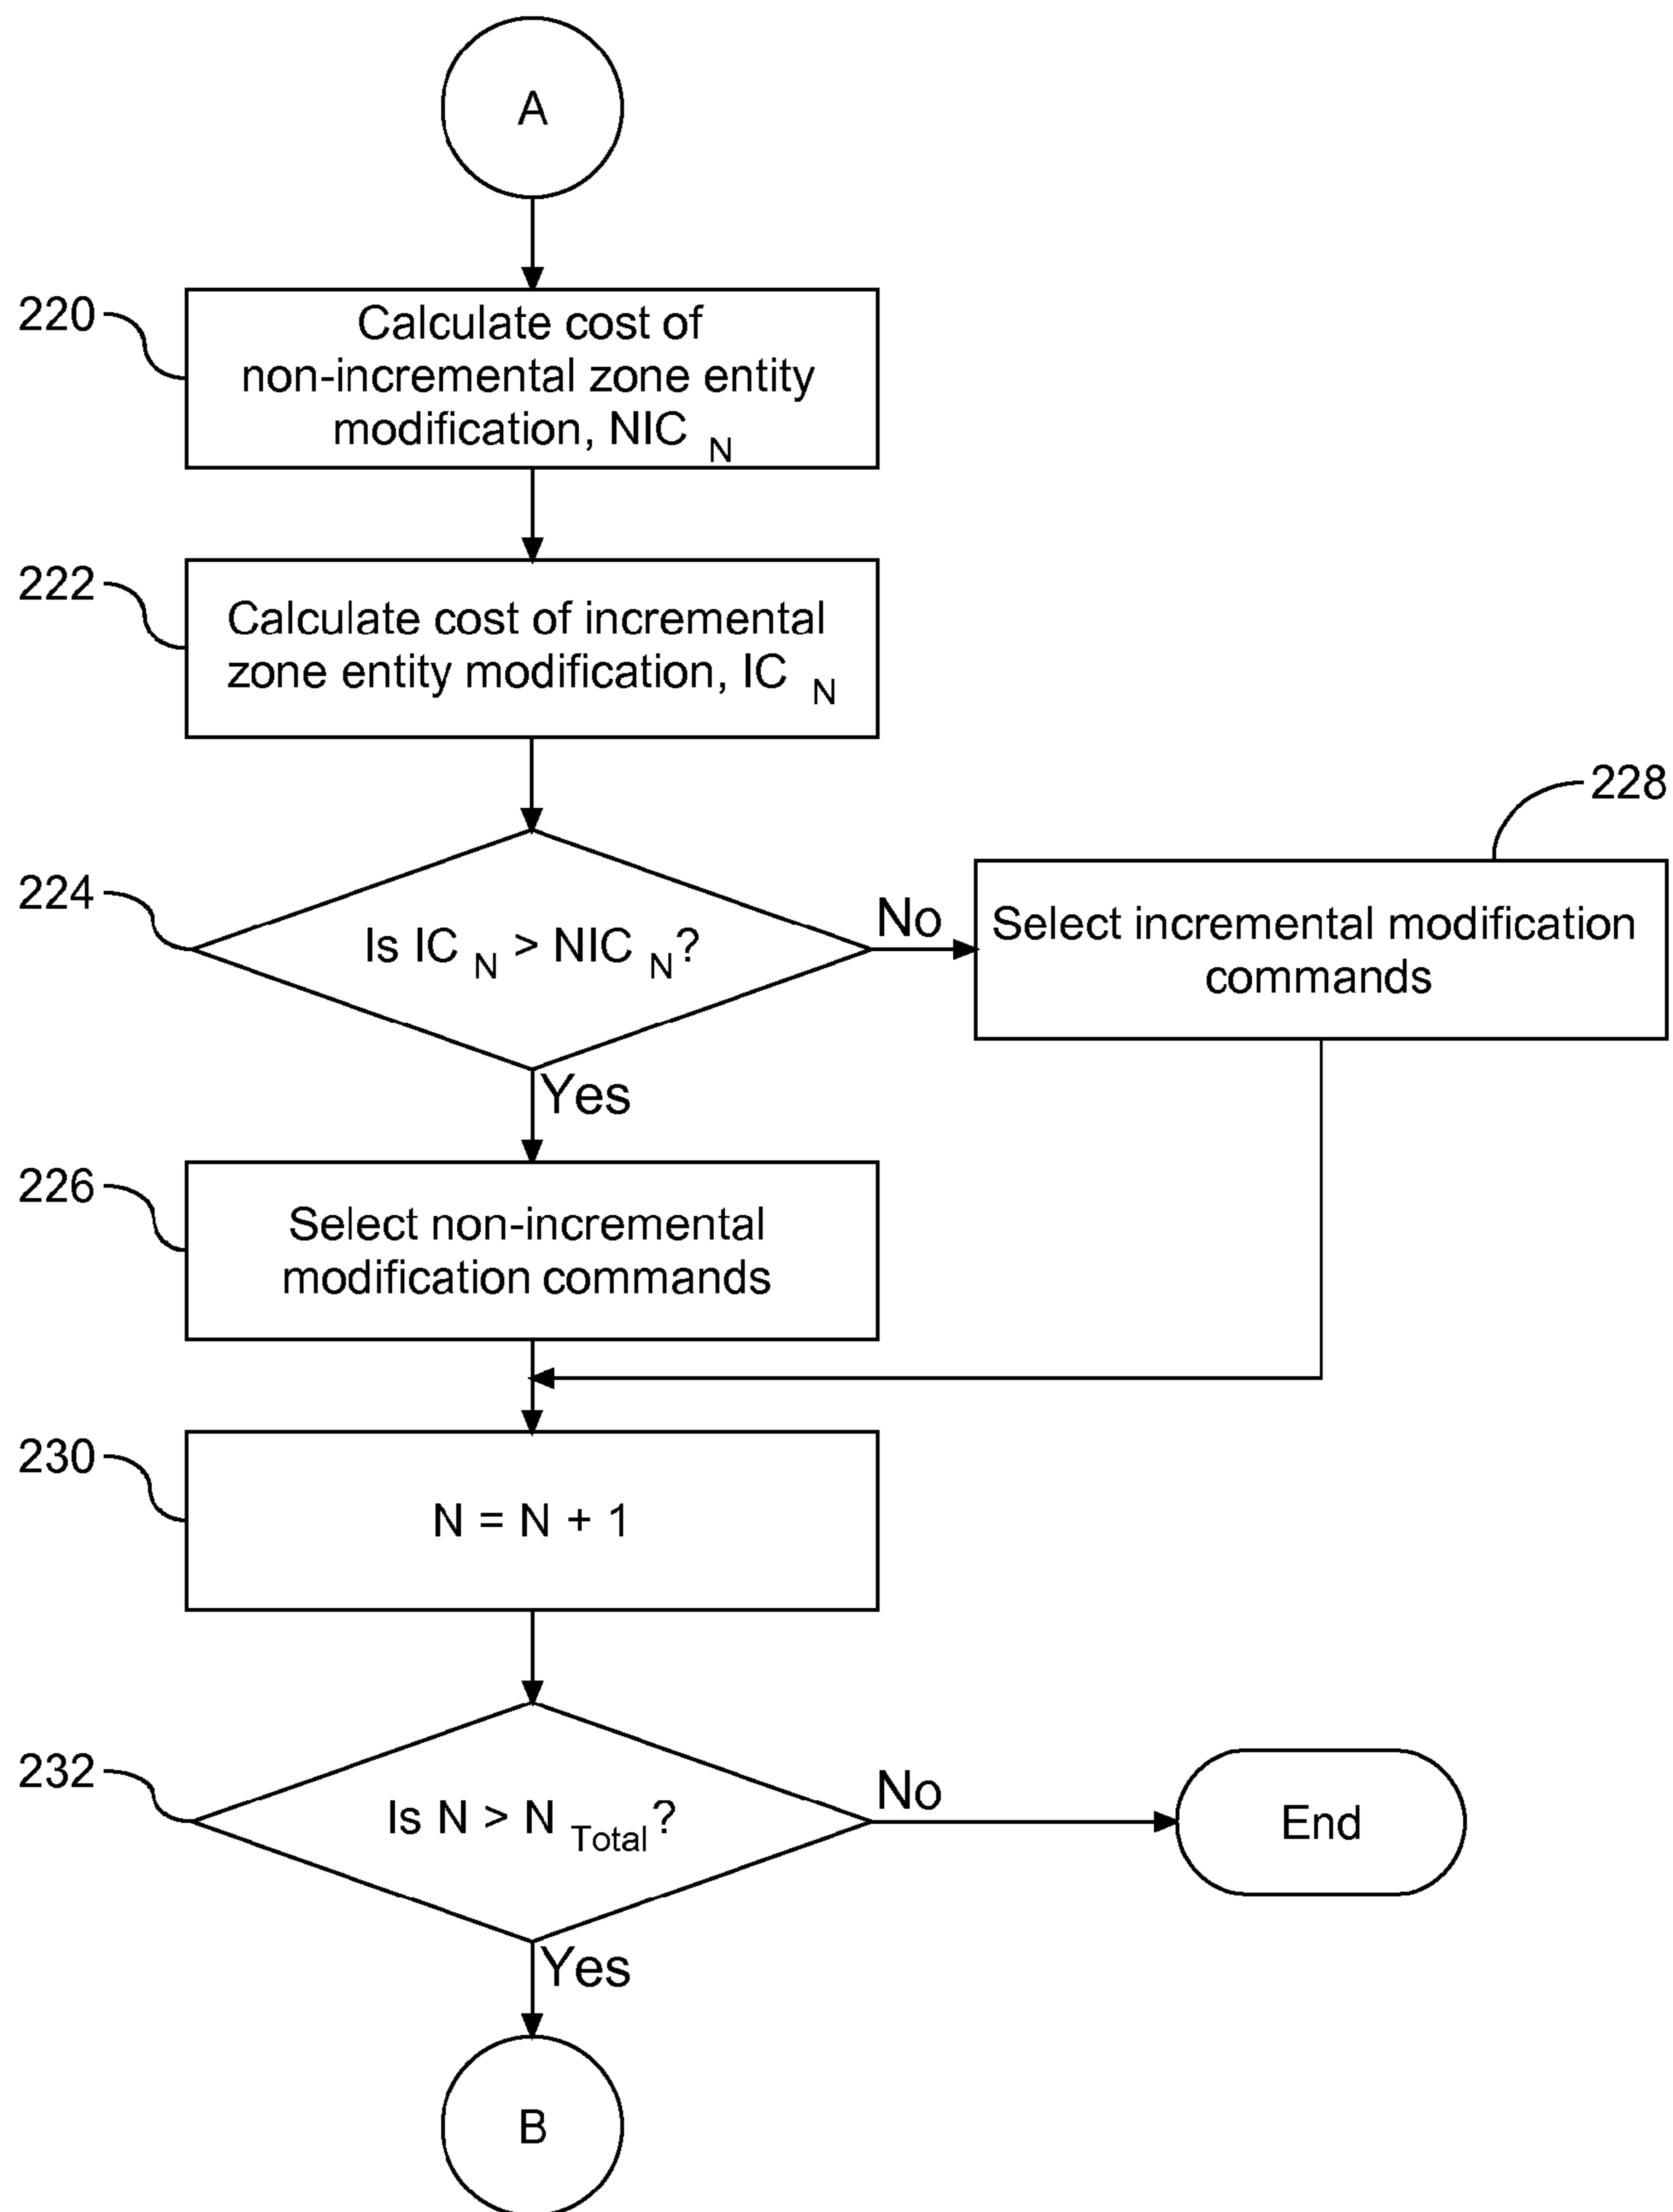 A
220
Calculate cost of
non-incremental zone entity
modification, NIC N
222
Calculate cost of incremental
zone entity modification, IC N
228
224
Is IC N > NIC N?
No
Select incremental modification
commands
Yes
226
Select non-incremental
modification commands
230
N = N + 1
232
Is N > N Total?
No
End
Yes
B